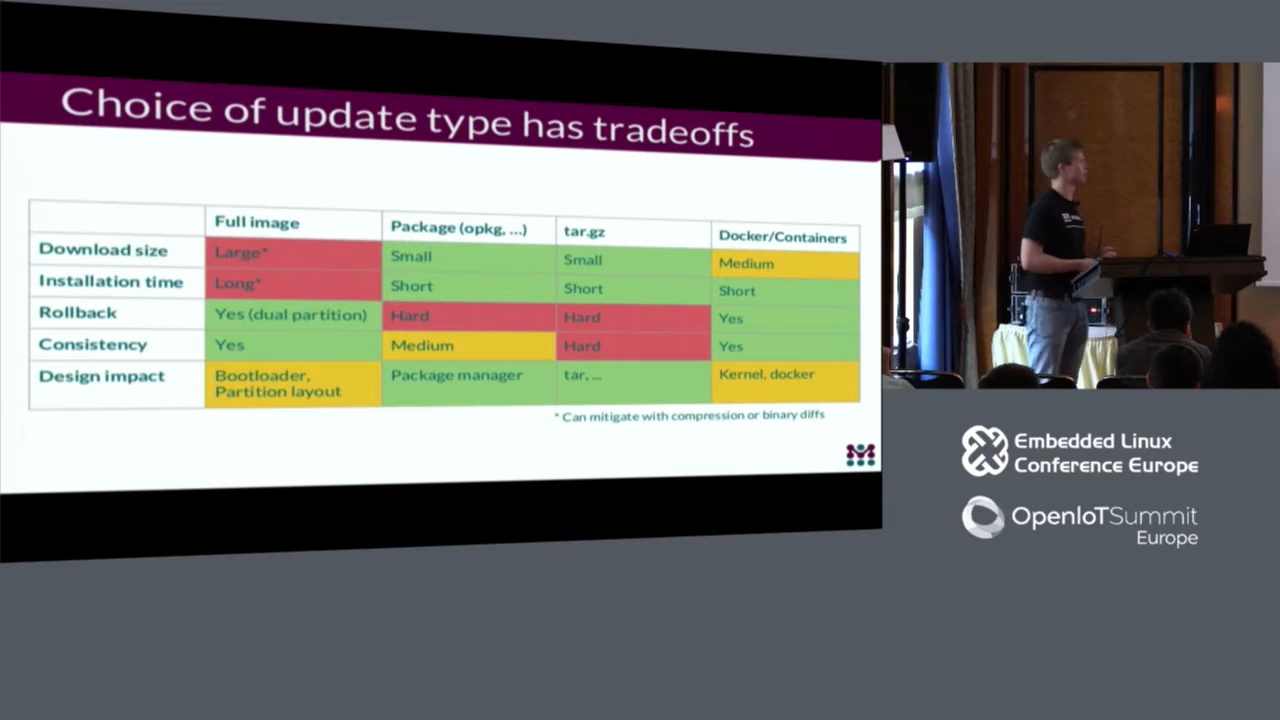 Choice of update type has tradeoffs
Full image Package (opkg, ...) tar.gz Docker/Containers
Download size Large* Small Small Medium
Installation time Long* Short Short Short
Rollback Yes (dual partition) Hard Hard Yes
Consistency Yes Medium Hard Yes
Design impact Bootloader, Partition layout Package manager tar, ... Kernel, docker
* Can mitigate with compression or binary diffs
Embedded Linux
Conference Europe
OpenIoTSummit
Europe